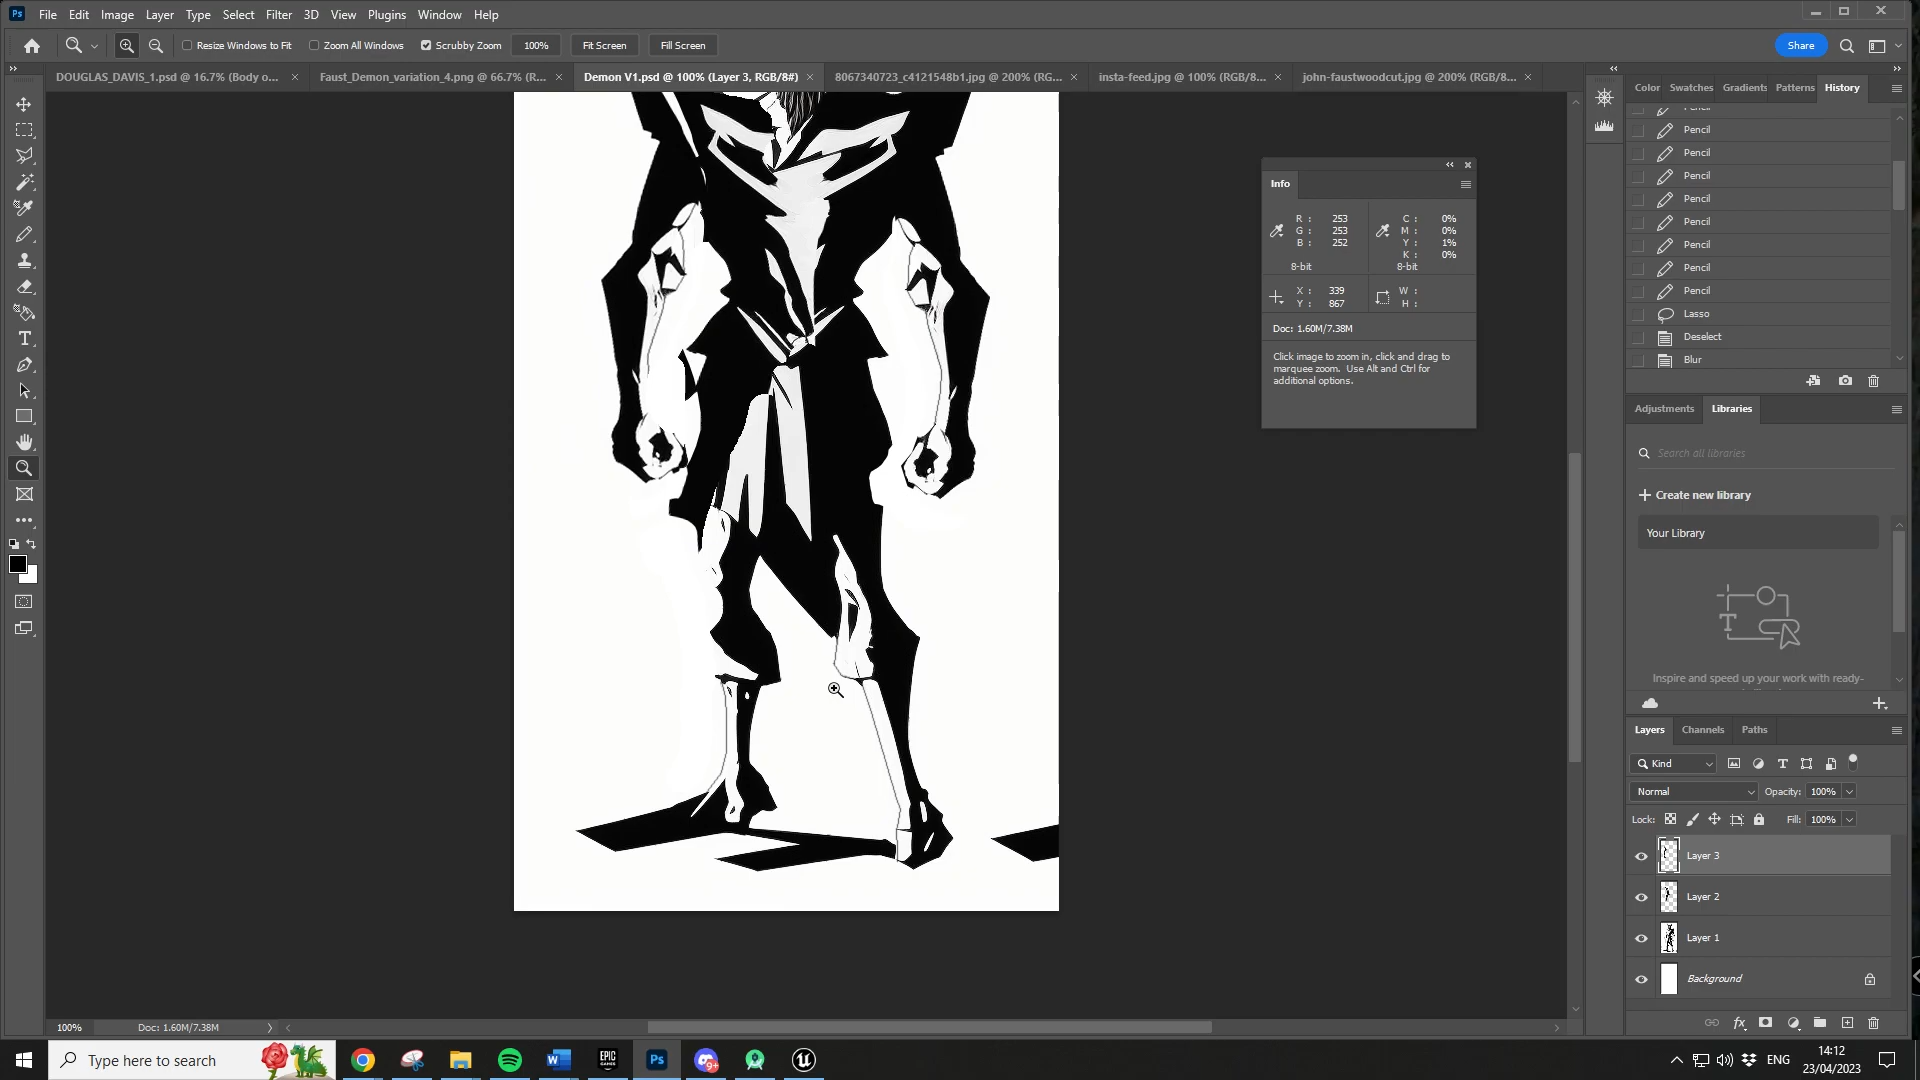 Ps File Edit Image Layer Type Select Filter 3D View Plugins Window Help
Resize Windows to Fit Zoom All Windows Scrubby Zoom 100% Fit Screen Fill Screen Share
DOUGLAS_DAVIS_1.psd @ 16.7% (Body o... Faust_Demon_variation_4.png @ 66.7% (R... Demon V1.psd @ 100% (Layer 3, RGB/8#) 8067340723_c4121548b1.jpg @ 200% (RG... insta-feed.jpg @ 100% (RGB/8... john-faustwoodcut.jpg @ 200% (RGB/8...
Color Swatches Gradients Patterns History
Pencil
Pencil
Pencil
Pencil
Pencil
Pencil
Pencil
Pencil
Pencil
Lasso
Deselect
Blur
Info
R : 253 C : 0%
G : 253 M : 0%
B : 252 Y : 1%
K : 0%
8-bit 8-bit
X : 339 W :
Y : 867 H :
Doc: 1.60M/7.38M
Click image to zoom in, click and drag to
marquee zoom. Use Alt and Ctrl for
additional options.
Adjustments Libraries
Search all libraries
Create new library
Your Library
Inspire and speed up your work with ready-
Layers Channels Paths
Kind
Normal Opacity: 100%
Lock: Fill: 100%
Layer 3
Layer 2
Layer 1
Background
100% Doc: 1.60M/7.38M
Type here to search
EPIC
GAMES
Ps
9+
ENG
14:12
23/04/2023